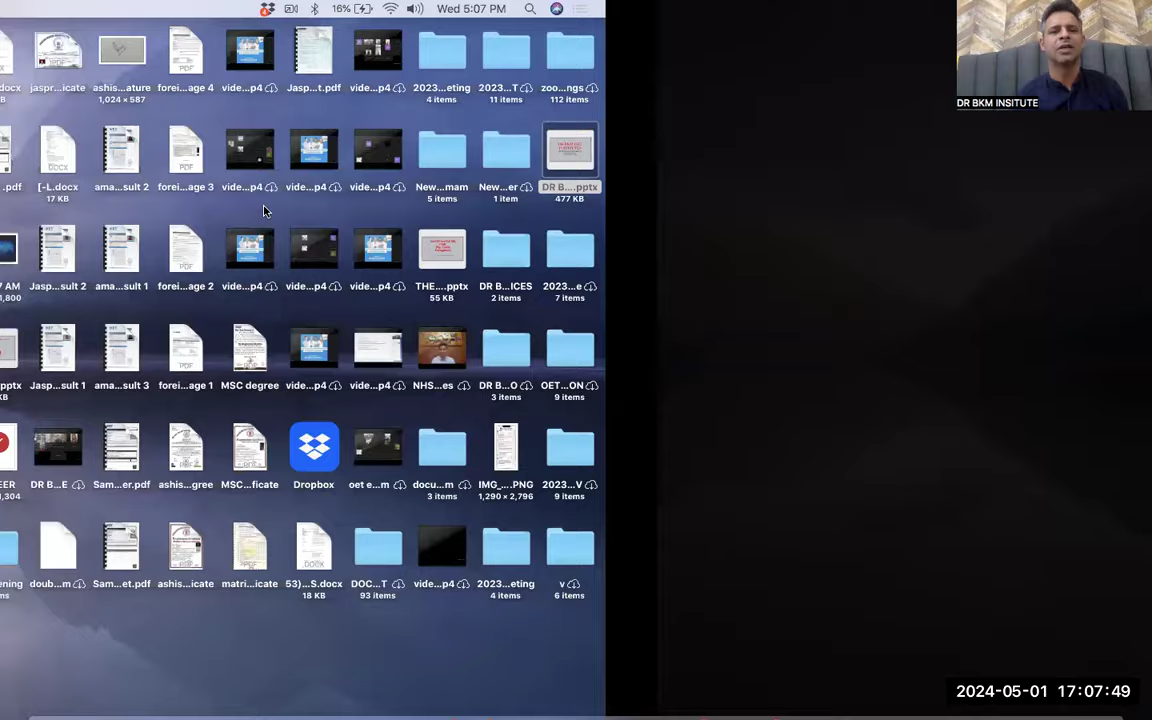 16% Wed 5:07 PM
docx jaspr...icate ashis...ature forei...age 4 vide...p4 Jasp...t.pdf vide...p4 2023...eting 2023...T zoo...ngs
B 1,024 × 587 4 items 11 items 112 items
.pdf [-L.docx ama...sult 2 forei...age 3 vide...p4 vide...p4 vide...p4 New...mam New...er DR B....pptx
17 KB 5 items 1 item 477 KB
7 AM Jasp...sult 2 ama...sult 1 forei...age 2 vide...p4 vide...p4 vide...p4 THE....pptx DR B...ICES 2023...e
1,800 55 KB 2 items 7 items
pptx Jasp...sult 1 ama...sult 3 forei...age 1 MSC degree vide...p4 vide...p4 NHS...es DR B...O OET...ON
KB 3 items 9 items
EER DR B...E Sam...er.pdf ashis...gree MSC...ficate Dropbox oet e...m docu...m IMG_....PNG 2023...V
1,304 3 items 1,290 × 2,796 9 items
ening doub...m Sam...et.pdf ashis...icate matri...icate 53)...S.docx DOC...T vide...p4 2023...eting v
ms 18 KB 93 items 4 items 6 items
DR BKM INSITUTE
2024-05-01 17:07:49